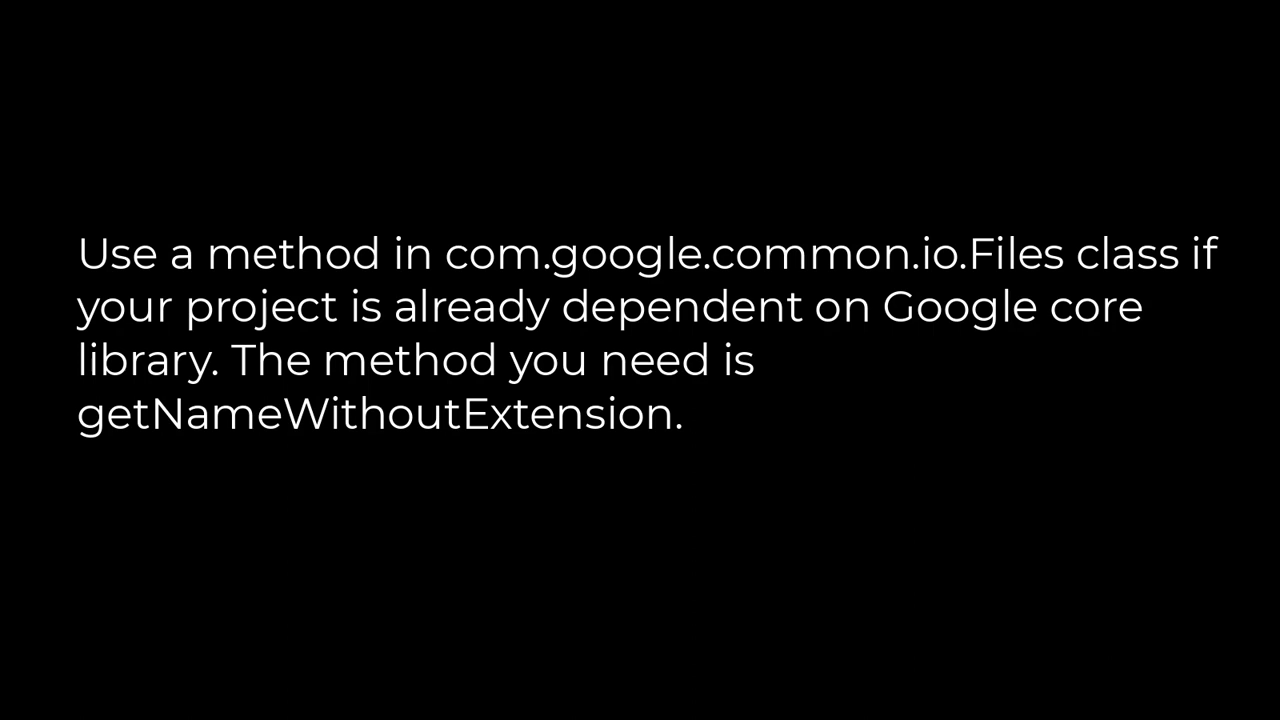 Use a method in com.google.common.io.Files class if
your project is already dependent on Google core
library. The method you need is
getNameWithoutExtension.